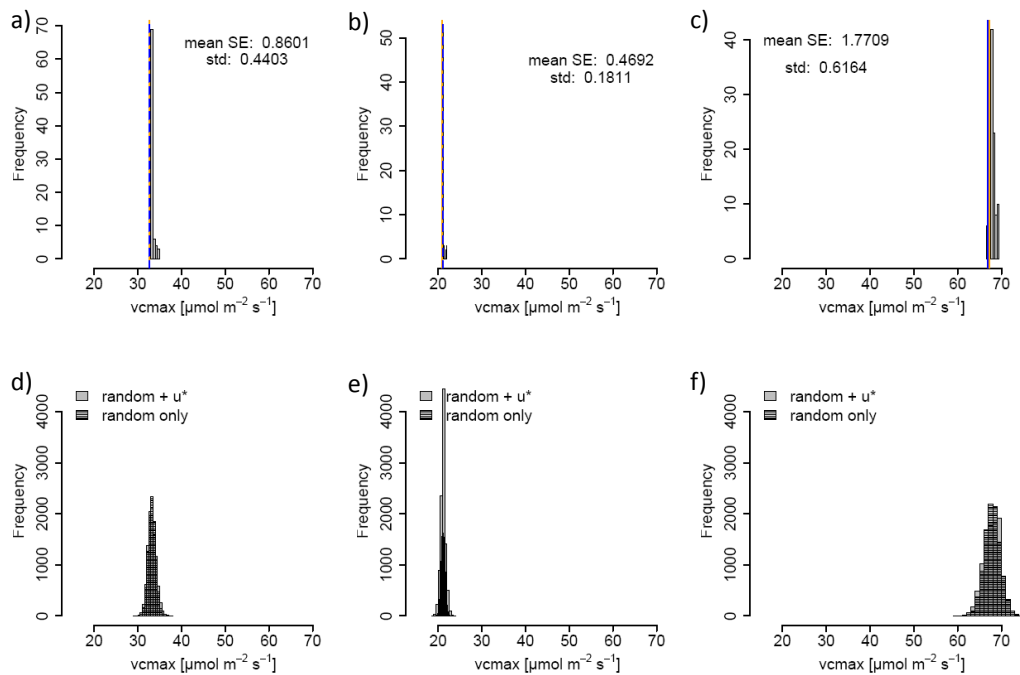 a)
mean SE: 0.8601
std: 0.4403
Frequency
0 10 20 30 40 50 60 70
20 30 40 50 60 70
vcmax [µmol m−2 s−1]
b)
mean SE: 0.4692
std: 0.1811
Frequency
0 10 20 30 40 50
20 30 40 50 60 70
vcmax [µmol m−2 s−1]
c)
mean SE: 1.7709
std: 0.6164
Frequency
0 10 20 30 40
20 30 40 50 60 70
vcmax [µmol m−2 s−1]
d)
random + u*
random only
Frequency
0 1000 2000 3000 4000
20 30 40 50 60 70
vcmax [µmol m−2 s−1]
e)
random + u*
random only
Frequency
0 1000 2000 3000 4000
20 30 40 50 60 70
vcmax [µmol m−2 s−1]
f)
random + u*
random only
Frequency
0 1000 2000 3000 4000
20 30 40 50 60 70
vcmax [µmol m−2 s−1]